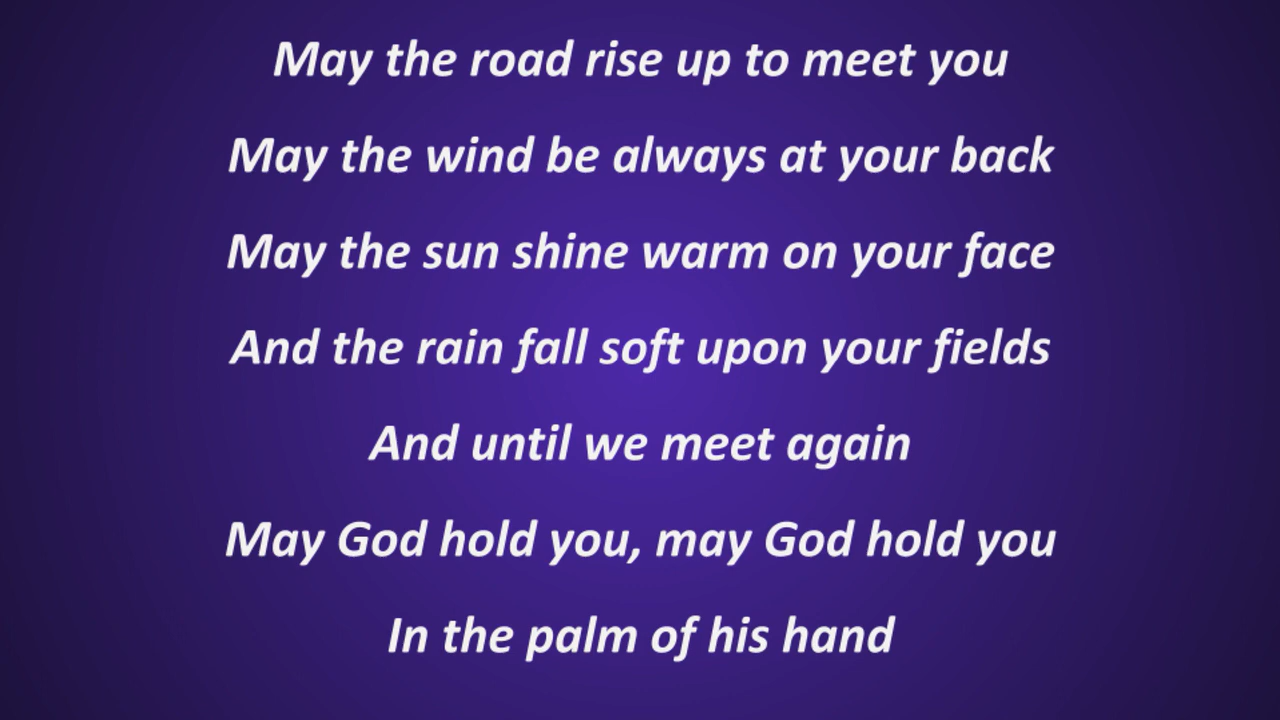 May the road rise up to meet you
May the wind be always at your back
May the sun shine warm on your face
And the rain fall soft upon your fields
And until we meet again
May God hold you, may God hold you
In the palm of his hand